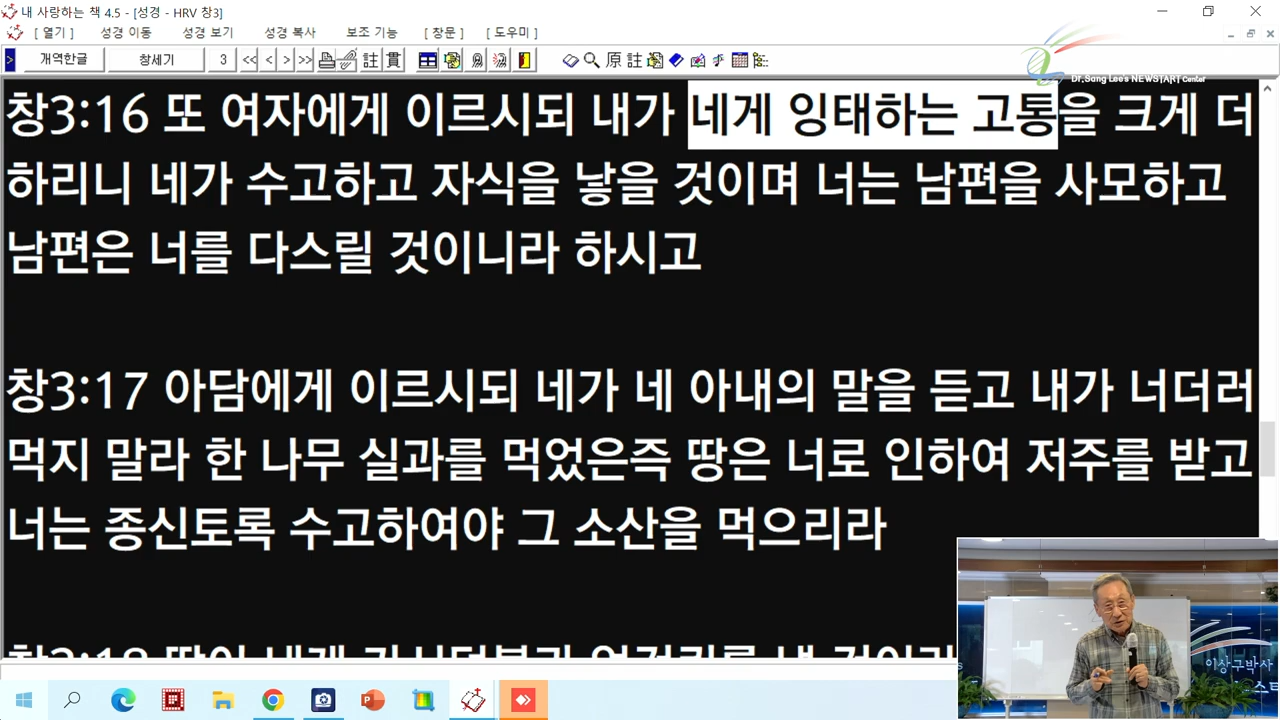 내 사랑하는 책 4.5 - [성경 - HRV 창3]
[ 열기 ] 성경 이동 성경 보기 성경 복사 보조 기능 [ 창문 ] [ 도우미 ]
개역한글 창세기 3 << < > >> 註 貫 原 註
Dr.Sang Lee's NEWSTART Center
창3:16 또 여자에게 이르시되 내가 네게 잉태하는 고통을 크게 더
하리니 네가 수고하고 자식을 낳을 것이며 너는 남편을 사모하고
남편은 너를 다스릴 것이니라 하시고
창3:17 아담에게 이르시되 네가 네 아내의 말을 듣고 내가 너더러
먹지 말라 한 나무 실과를 먹었은즉 땅은 너로 인하여 저주를 받고
너는 종신토록 수고하여야 그 소산을 먹으리라
이상구박사